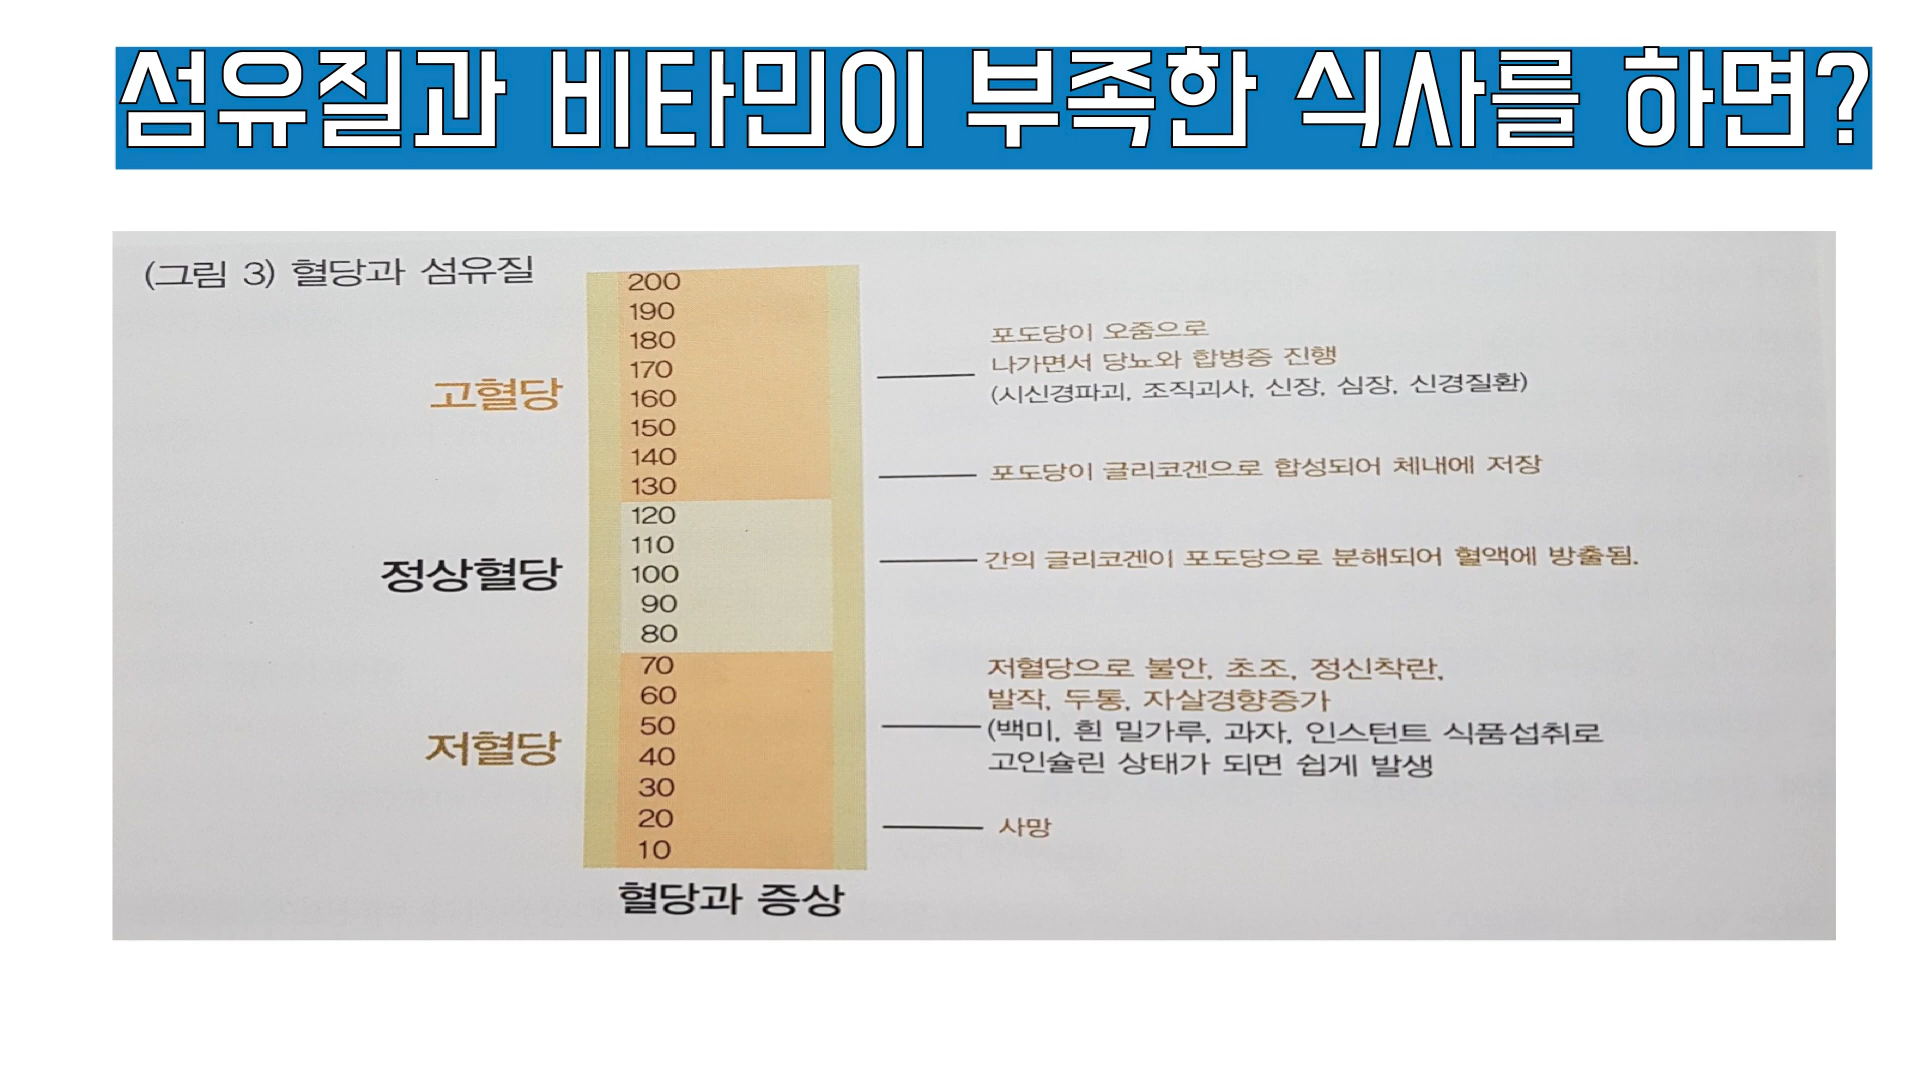 섬유질과 비타민이 부족한 식사를 하면?
(그림 3) 혈당과 섬유질
200
190
180
170
160
150
140
130
120
110
100
90
80
70
60
50
40
30
20
10
고혈당
정상혈당
저혈당
포도당이 오줌으로
나가면서 당뇨와 합병증 진행
(시신경파괴, 조직괴사, 신장, 심장, 신경질환)
포도당이 글리코겐으로 합성되어 체내에 저장
간의 글리코겐이 포도당으로 분해되어 혈액에 방출됨.
저혈당으로 불안, 초조, 정신착란,
발작, 두통, 자살경향증가
(백미, 흰 밀가루, 과자, 인스턴트 식품섭취로
고인슐린 상태가 되면 쉽게 발생
사망
혈당과 증상